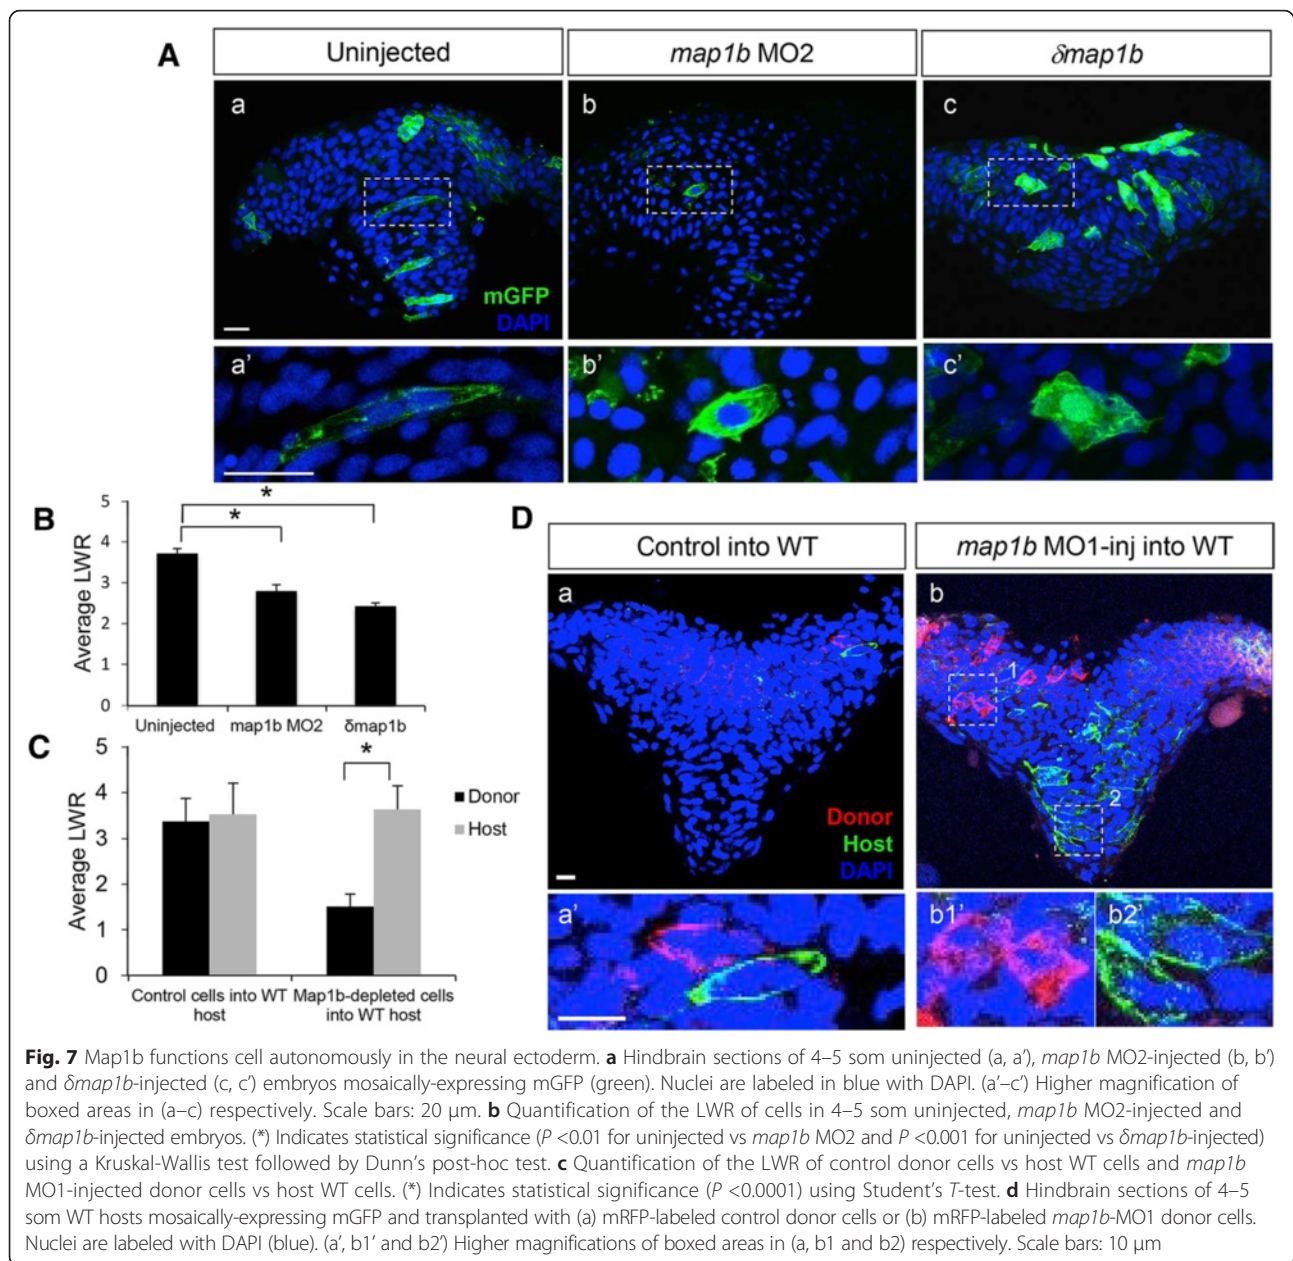 A
Uninjected
map1b MO2
δmap1b
a
b
c
mGFP
DAPI
a'
b'
c'
B
Average LWR
5
4
3
2
1
0
*
*
Uninjected
map1b MO2
δmap1b
C
Average LWR
5
4
3
2
1
0
*
Donor
Host
Control cells into WT
host
Map1b-depleted cells
into WT host
D
Control into WT
map1b MO1-inj into WT
a
b
1
2
Donor
Host
DAPI
a'
b1'
b2'
Fig. 7 Map1b functions cell autonomously in the neural ectoderm. a Hindbrain sections of 4–5 som uninjected (a, a'), map1b MO2-injected (b, b')
and δmap1b-injected (c, c') embryos mosaically-expressing mGFP (green). Nuclei are labeled in blue with DAPI. (a'–c') Higher magnification of
boxed areas in (a–c) respectively. Scale bars: 20 μm. b Quantification of the LWR of cells in 4–5 som uninjected, map1b MO2-injected and
δmap1b-injected embryos. (*) Indicates statistical significance (P <0.01 for uninjected vs map1b MO2 and P <0.001 for uninjected vs δmap1b-injected)
using a Kruskal-Wallis test followed by Dunn's post-hoc test. c Quantification of the LWR of control donor cells vs host WT cells and map1b
MO1-injected donor cells vs host WT cells. (*) Indicates statistical significance (P <0.0001) using Student's T-test. d Hindbrain sections of 4–5
som WT hosts mosaically-expressing mGFP and transplanted with (a) mRFP-labeled control donor cells or (b) mRFP-labeled map1b-MO1 donor cells.
Nuclei are labeled with DAPI (blue). (a', b1' and b2') Higher magnifications of boxed areas in (a, b1 and b2) respectively. Scale bars: 10 μm